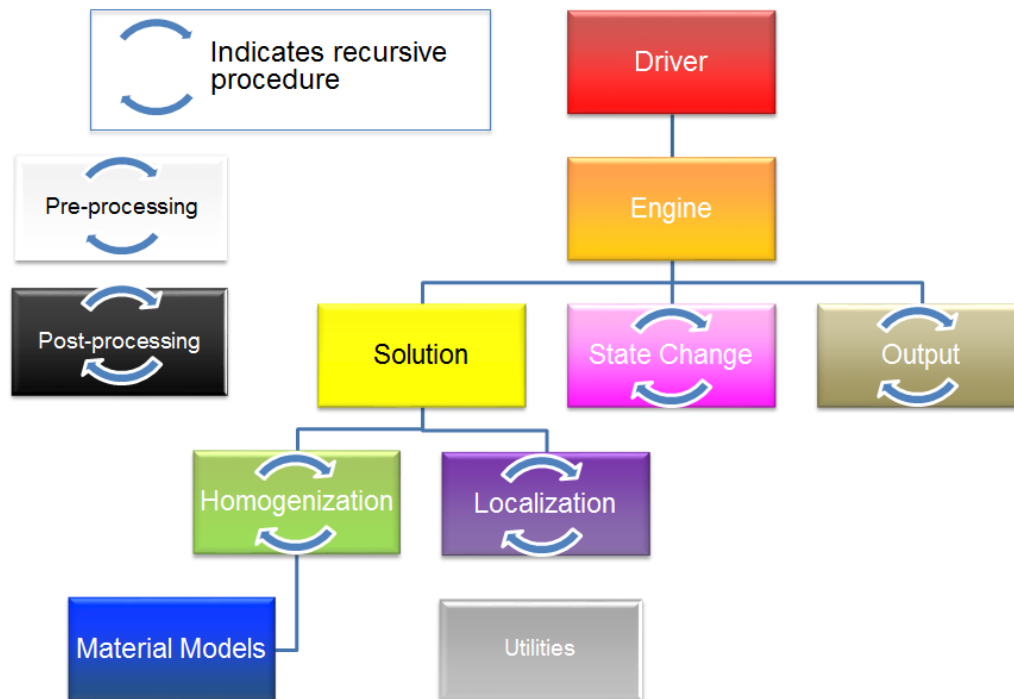 Indicates recursive
procedure
Driver
Pre-processing
Engine
Post-processing
Solution
State Change
Output
Homogenization
Localization
Material Models
Utilities